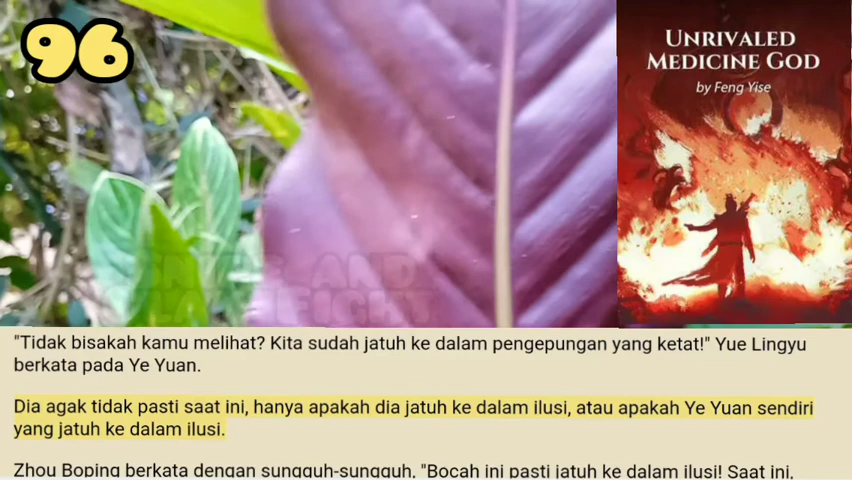 96
UNRIVALED
MEDICINE GOD
by Feng Yise
"Tidak bisakah kamu melihat? Kita sudah jatuh ke dalam pengepungan yang ketat!" Yue Lingyu
berkata pada Ye Yuan.
Dia agak tidak pasti saat ini, hanya apakah dia jatuh ke dalam ilusi, atau apakah Ye Yuan sendiri
yang jatuh ke dalam ilusi.
Zhou Boping berkata dengan sungguh-sungguh, "Bocah ini pasti jatuh ke dalam ilusi! Saat ini,